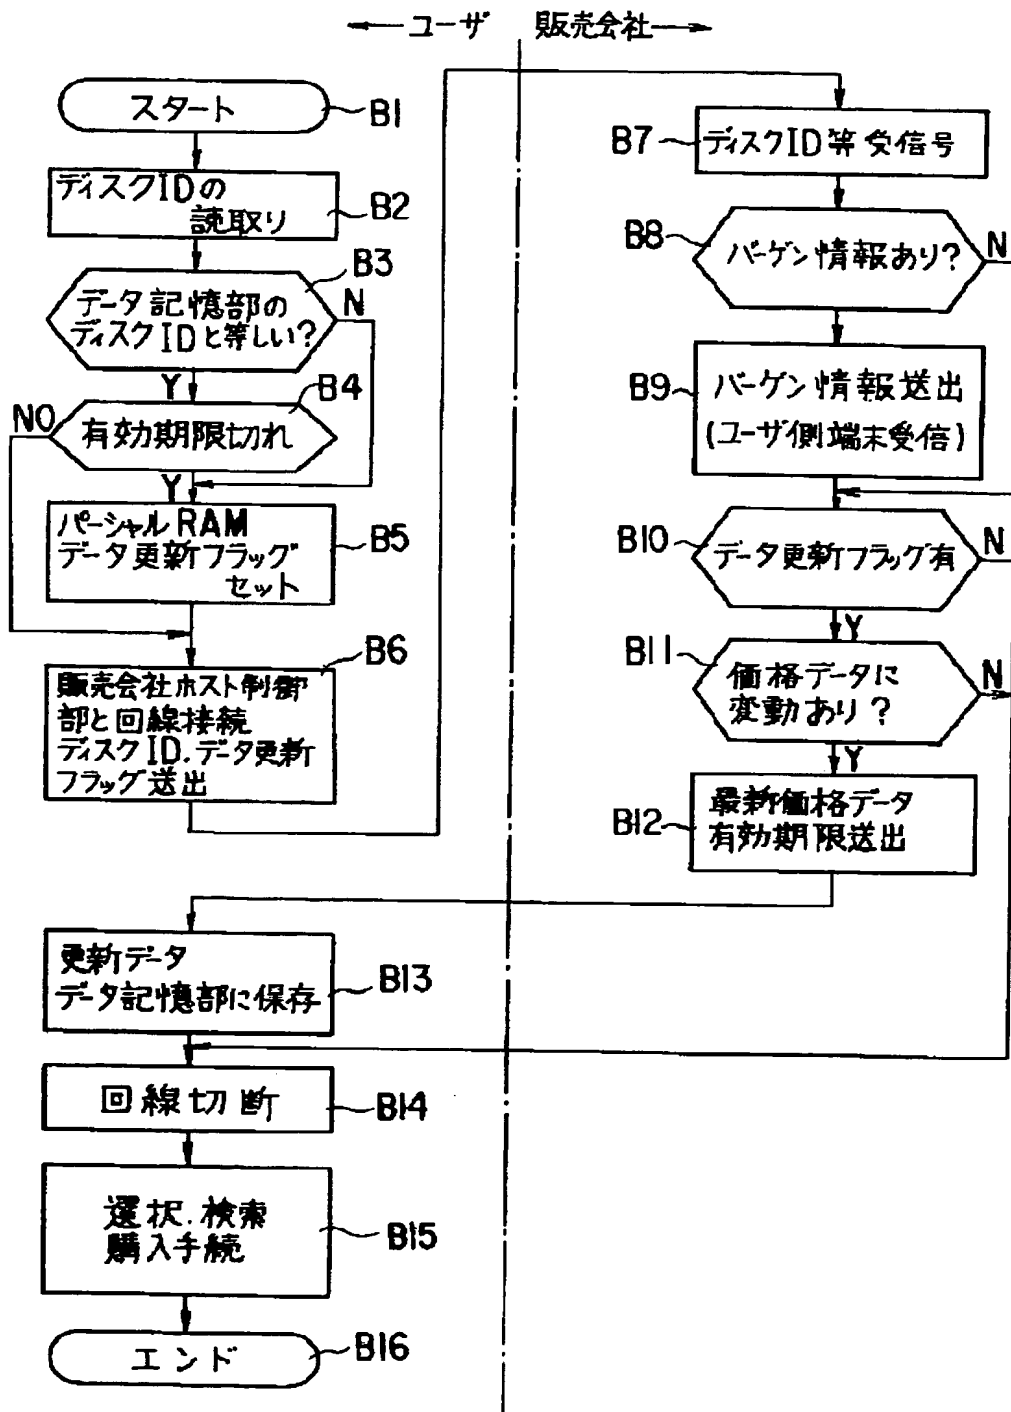 ユーザ 販売会社
スタート B1
ディスクIDの
読取り B2
B3
データ記憶部の
ディスクIDと等しい? N
Y
B4
NO 有効期限切れ
Y
パーシャルRAM
データ更新フラッグ
セット B5
B6
販売会社ホスト制御
部と回線接続
ディスクID.データ更新
フラッグ送出
B7 ディスクID等受信号
B8 バーゲン情報あり? N
B9 バーゲン情報送出
(ユーザ側端末受信)
B10 データ更新フラッグ有 N
Y
B11 価格データに
変動あり? N
Y
B12 最新価格データ
有効期限送出
更新データ
データ記憶部に保存 B13
回線切断 B14
選択.検索
購入手続 B15
エンド B16